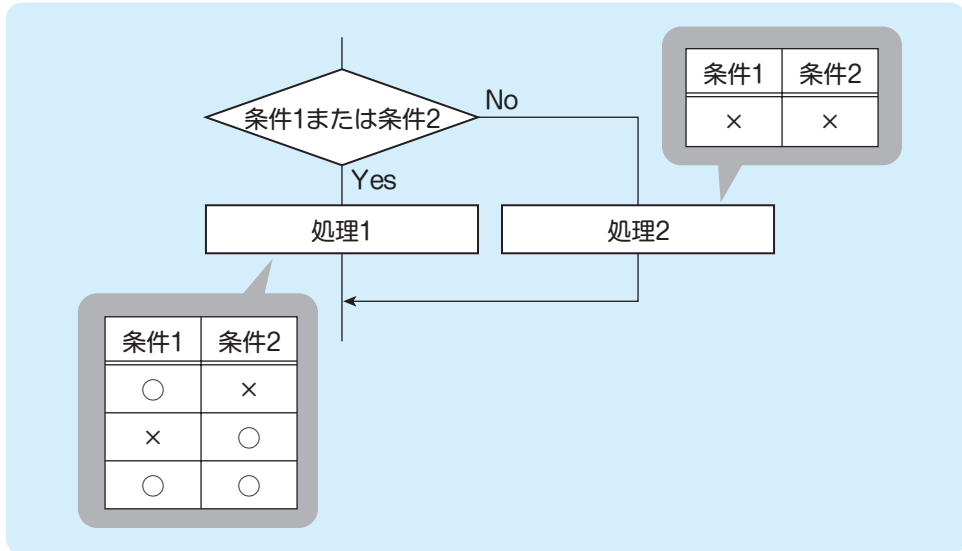 条件1または条件2
No
Yes
処理1
処理2
条件1 条件2
× ×
条件1 条件2
○ ×
× ○
○ ○